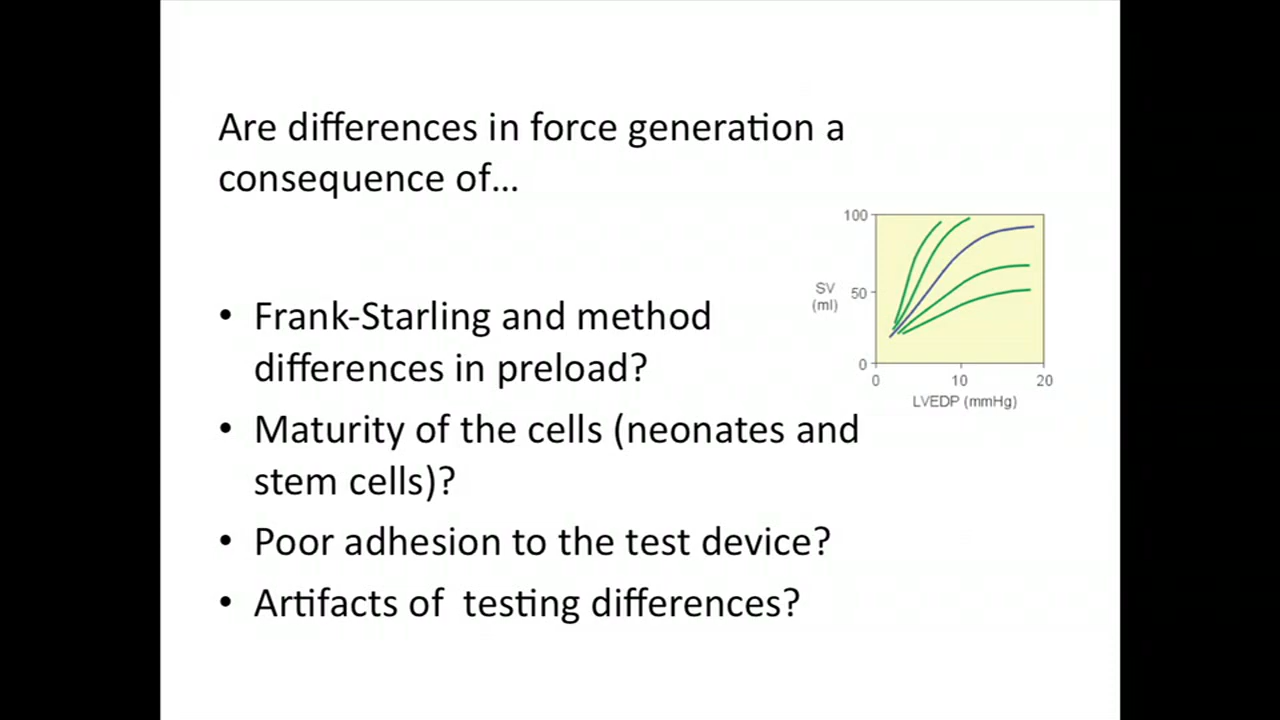 Are differences in force generation a
consequence of...
• Frank-Starling and method
differences in preload?
• Maturity of the cells (neonates and
stem cells)?
• Poor adhesion to the test device?
• Artifacts of  testing differences?
100
SV
(ml)
50
0
0 10 20
LVEDP (mmHg)